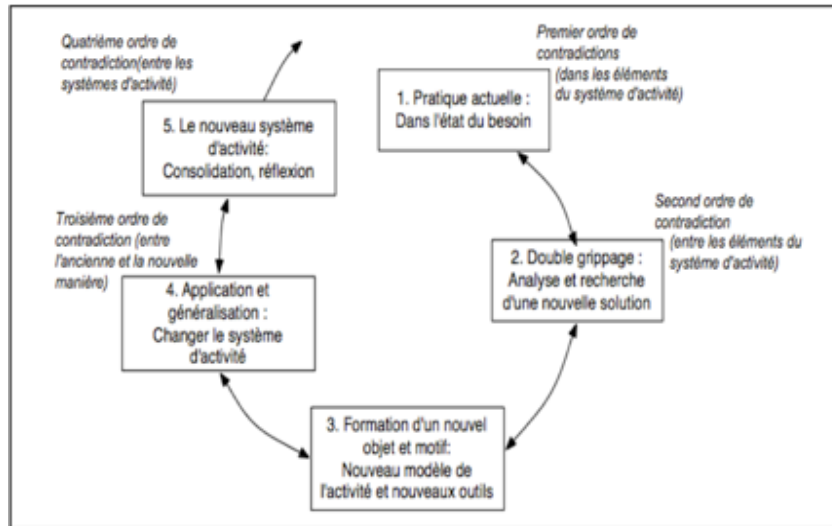 Premier ordre de
contradictions
(dans les éléments
du système d'activité)
1. Pratique actuelle :
Dans l'état du besoin
Second ordre de
contradiction
(entre les éléments du
système d'activité)
2. Double grippage :
Analyse et recherche
d'une nouvelle solution
3. Formation d'un nouvel
objet et motif:
Nouveau modèle de
l'activité et nouveaux outils
Troisième ordre de
contradiction (entre
l'ancienne et la nouvelle
manière)
4. Application et
généralisation :
Changer le système
d'activité
Quatrième ordre de
contradiction(entre les
systèmes d'activité)
5. Le nouveau système
d'activité:
Consolidation, réflexion